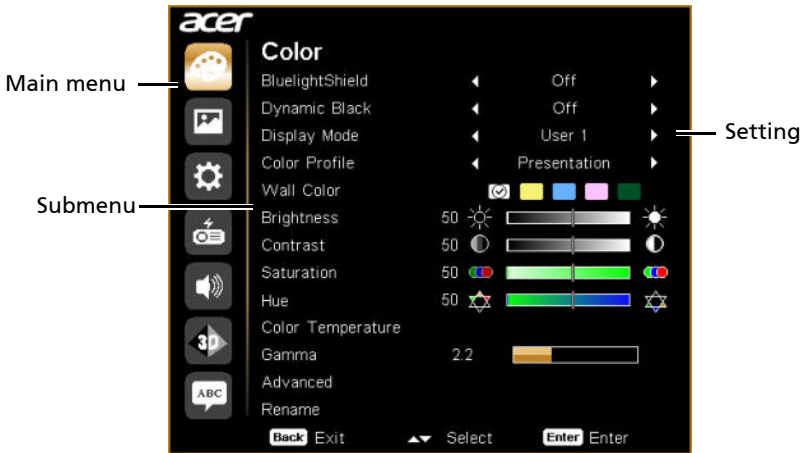 acer
Color
Main menu
BluelightShield Off
Dynamic Black Off
Display Mode User 1
Setting
Color Profile Presentation
Wall Color
Submenu
Brightness 50
Contrast 50
Saturation 50
Hue 50
Color Temperature
3D
Gamma 2.2
Advanced
ABC
Rename
Back Exit Select Enter Enter